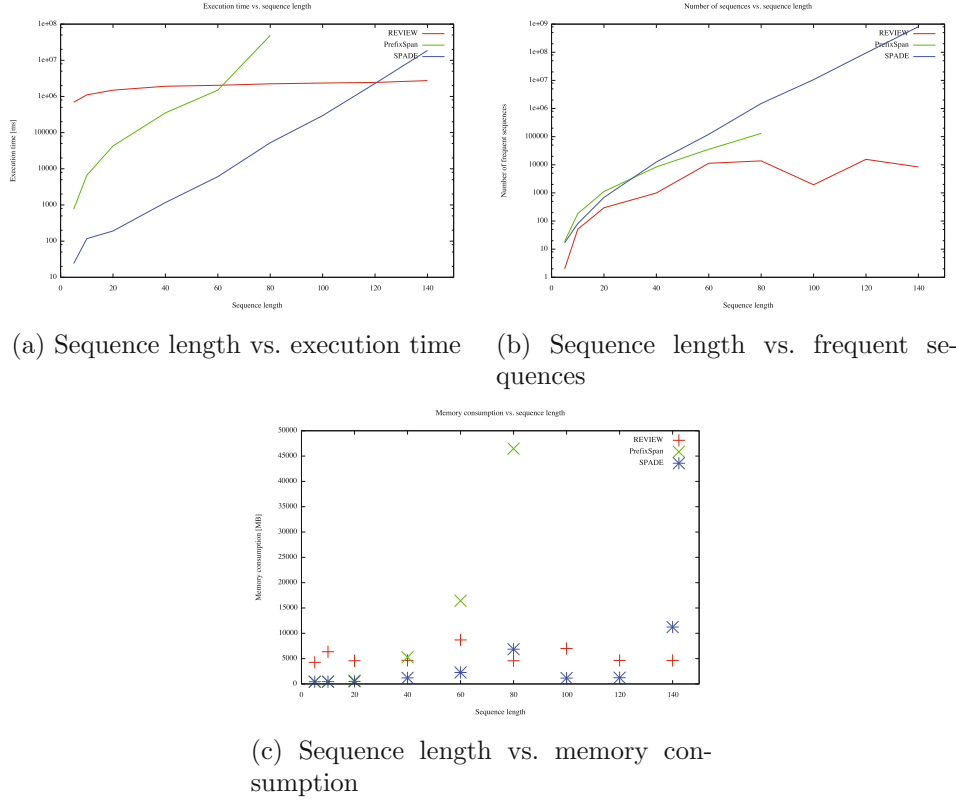 Execution time vs. sequence length
1e+08
1e+07
1e+06
100000
10000
1000
100
10
0 20 40 60 80 100 120 140
Execution time [ms]
Sequence length
REVIEW
PrefixSpan
SPADE
(a) Sequence length vs. execution time
Number of sequences vs. sequence length
1e+09
1e+08
1e+07
1e+06
100000
10000
1000
100
10
1
0 20 40 60 80 100 120 140
Number of frequent sequences
Sequence length
REVIEW
PrefixSpan
SPADE
(b) Sequence length vs. frequent se-
quences
Memory consumption vs. sequence length
50000
45000
40000
35000
30000
25000
20000
15000
10000
5000
0
0 20 40 60 80 100 120 140
Memory consumption [MB]
Sequence length
REVIEW
PrefixSpan
SPADE
(c) Sequence length vs. memory con-
sumption